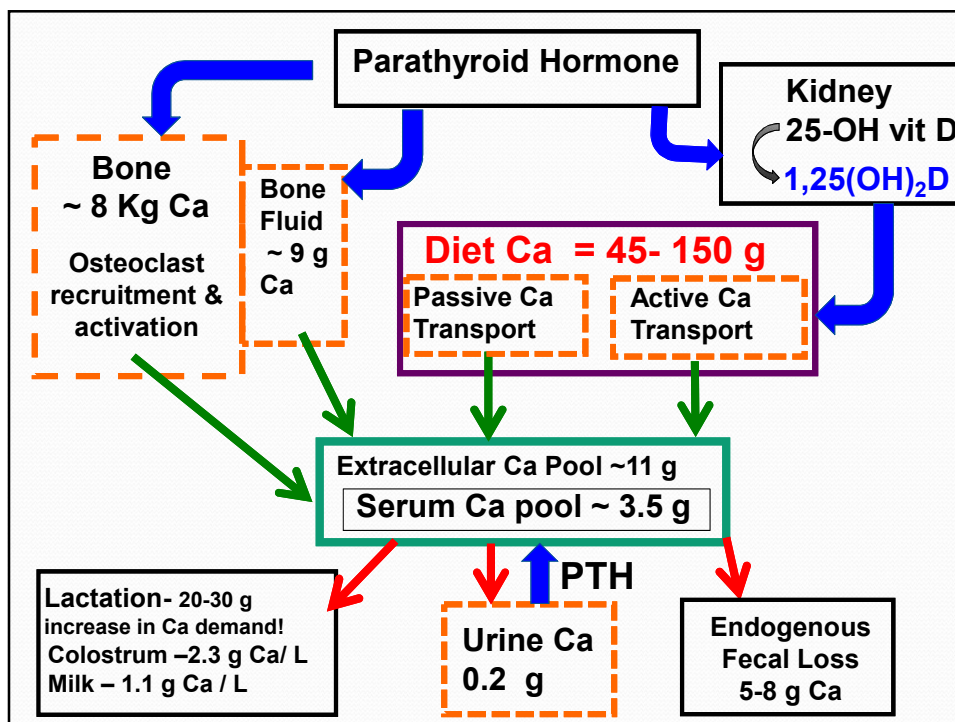 Parathyroid Hormone
Kidney
25-OH vit D
1,25(OH)₂D
Bone
~ 8 Kg Ca
Osteoclast
recruitment &
activation
Bone
Fluid
~ 9 g
Ca
Diet Ca = 45- 150 g
Passive Ca
Transport
Active Ca
Transport
Extracellular Ca Pool ~11 g
Serum Ca pool ~ 3.5 g
PTH
Lactation- 20-30 g
increase in Ca demand!
Colostrum –2.3 g Ca/ L
Milk – 1.1 g Ca / L
Urine Ca
0.2 g
Endogenous
Fecal Loss
5-8 g Ca